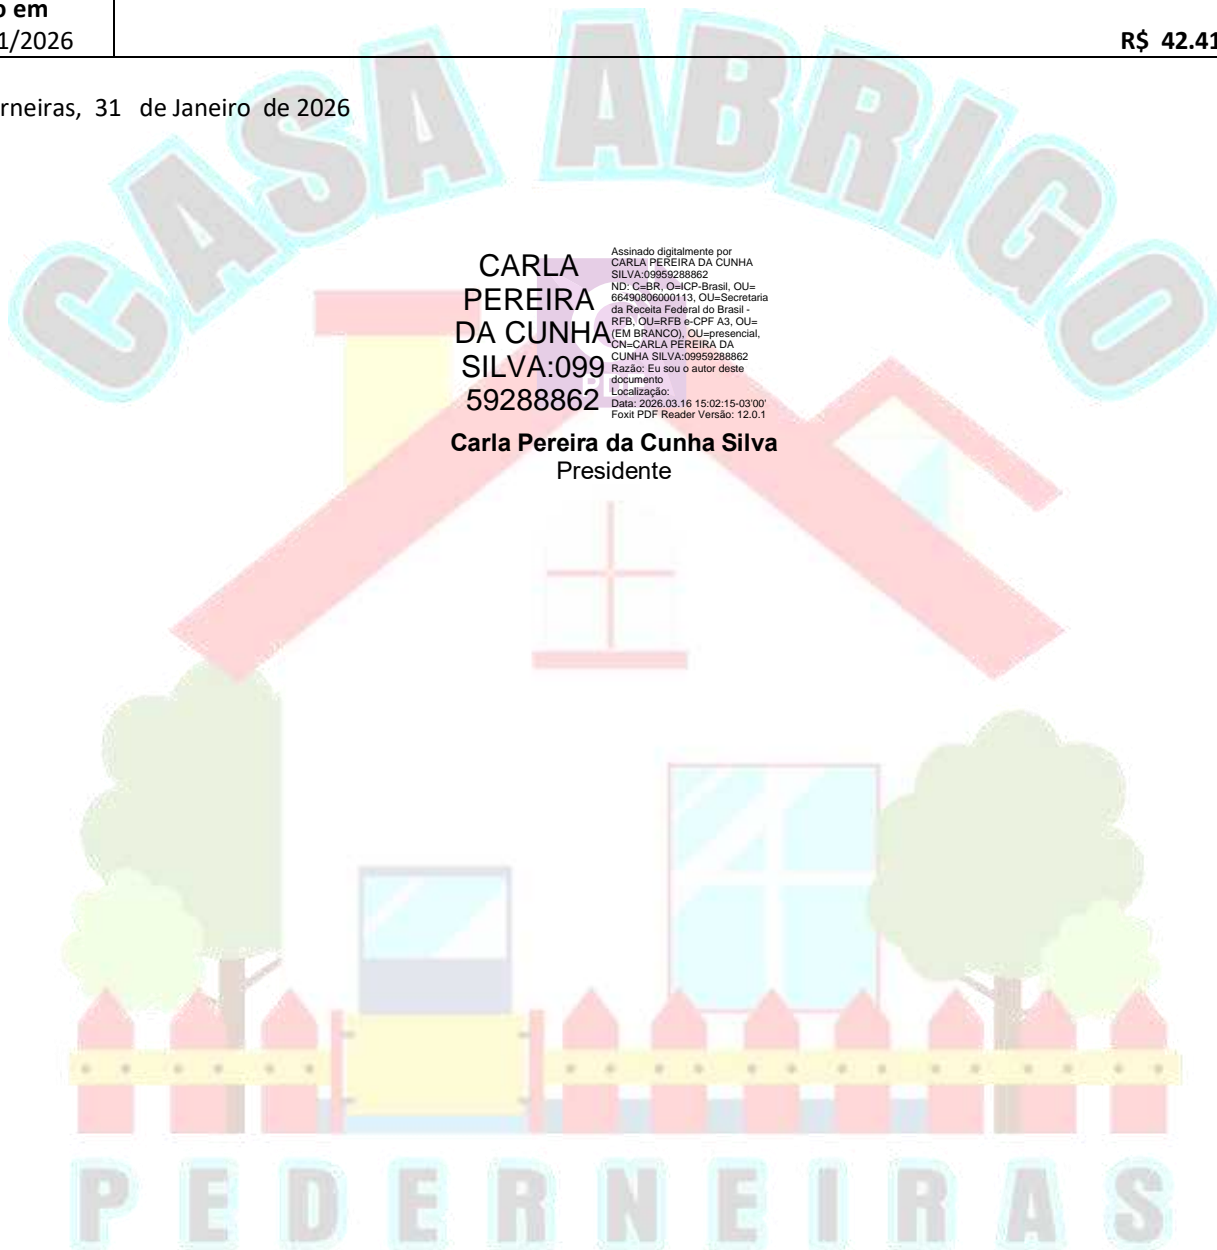 o em
1/2026
R$ 42.41
rneiras, 31 de Janeiro de 2026
CASA ABRIGO
CARLA
PEREIRA
DA CUNHA
SILVA:099
59288862
Assinado digitalmente por
CARLA PEREIRA DA CUNHA
SILVA:09959288862
ND: C=BR, O=ICP-Brasil, OU=
66490806000113, OU=Secretaria
da Receita Federal do Brasil -
RFB, OU=RFB e-CPF A3, OU=
(EM BRANCO), OU=presencial,
CN=CARLA PEREIRA DA
CUNHA SILVA:09959288862
Razão: Eu sou o autor deste
documento
Localização:
Data: 2026.03.16 15:02:15-03'00'
Foxit PDF Reader Versão: 12.0.1
Carla Pereira da Cunha Silva
Presidente
PEDERNEIRAS